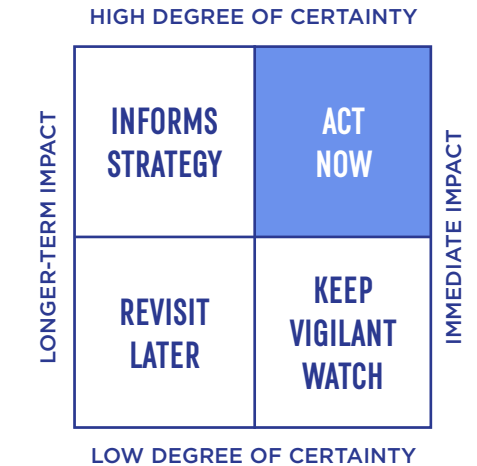 HIGH DEGREE OF CERTAINTY
LONGER-TERM IMPACT
INFORMS
STRATEGY
ACT
NOW
IMMEDIATE IMPACT
REVISIT
LATER
KEEP
VIGILANT
WATCH
LOW DEGREE OF CERTAINTY